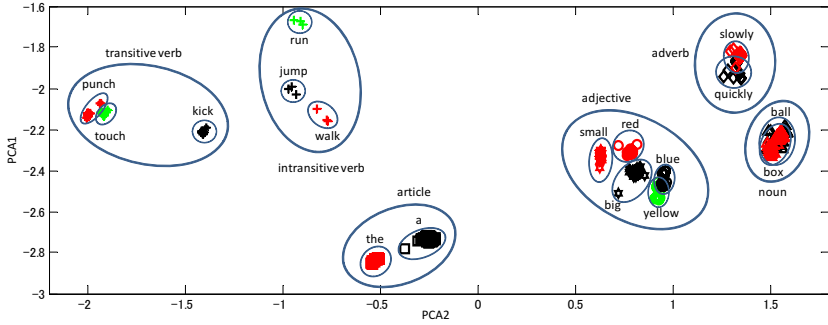 -1.6
-1.8
-2
-2.2
-2.4
-2.6
-2.8
-3
PCA1
-2
-1.5
-1
-0.5
0
0.5
1
1.5
PCA2
transitive verb
punch
touch
kick
run
jump
walk
intransitive verb
article
the
a
adjective
small
red
big
blue
yellow
adverb
slowly
quickly
ball
box
noun